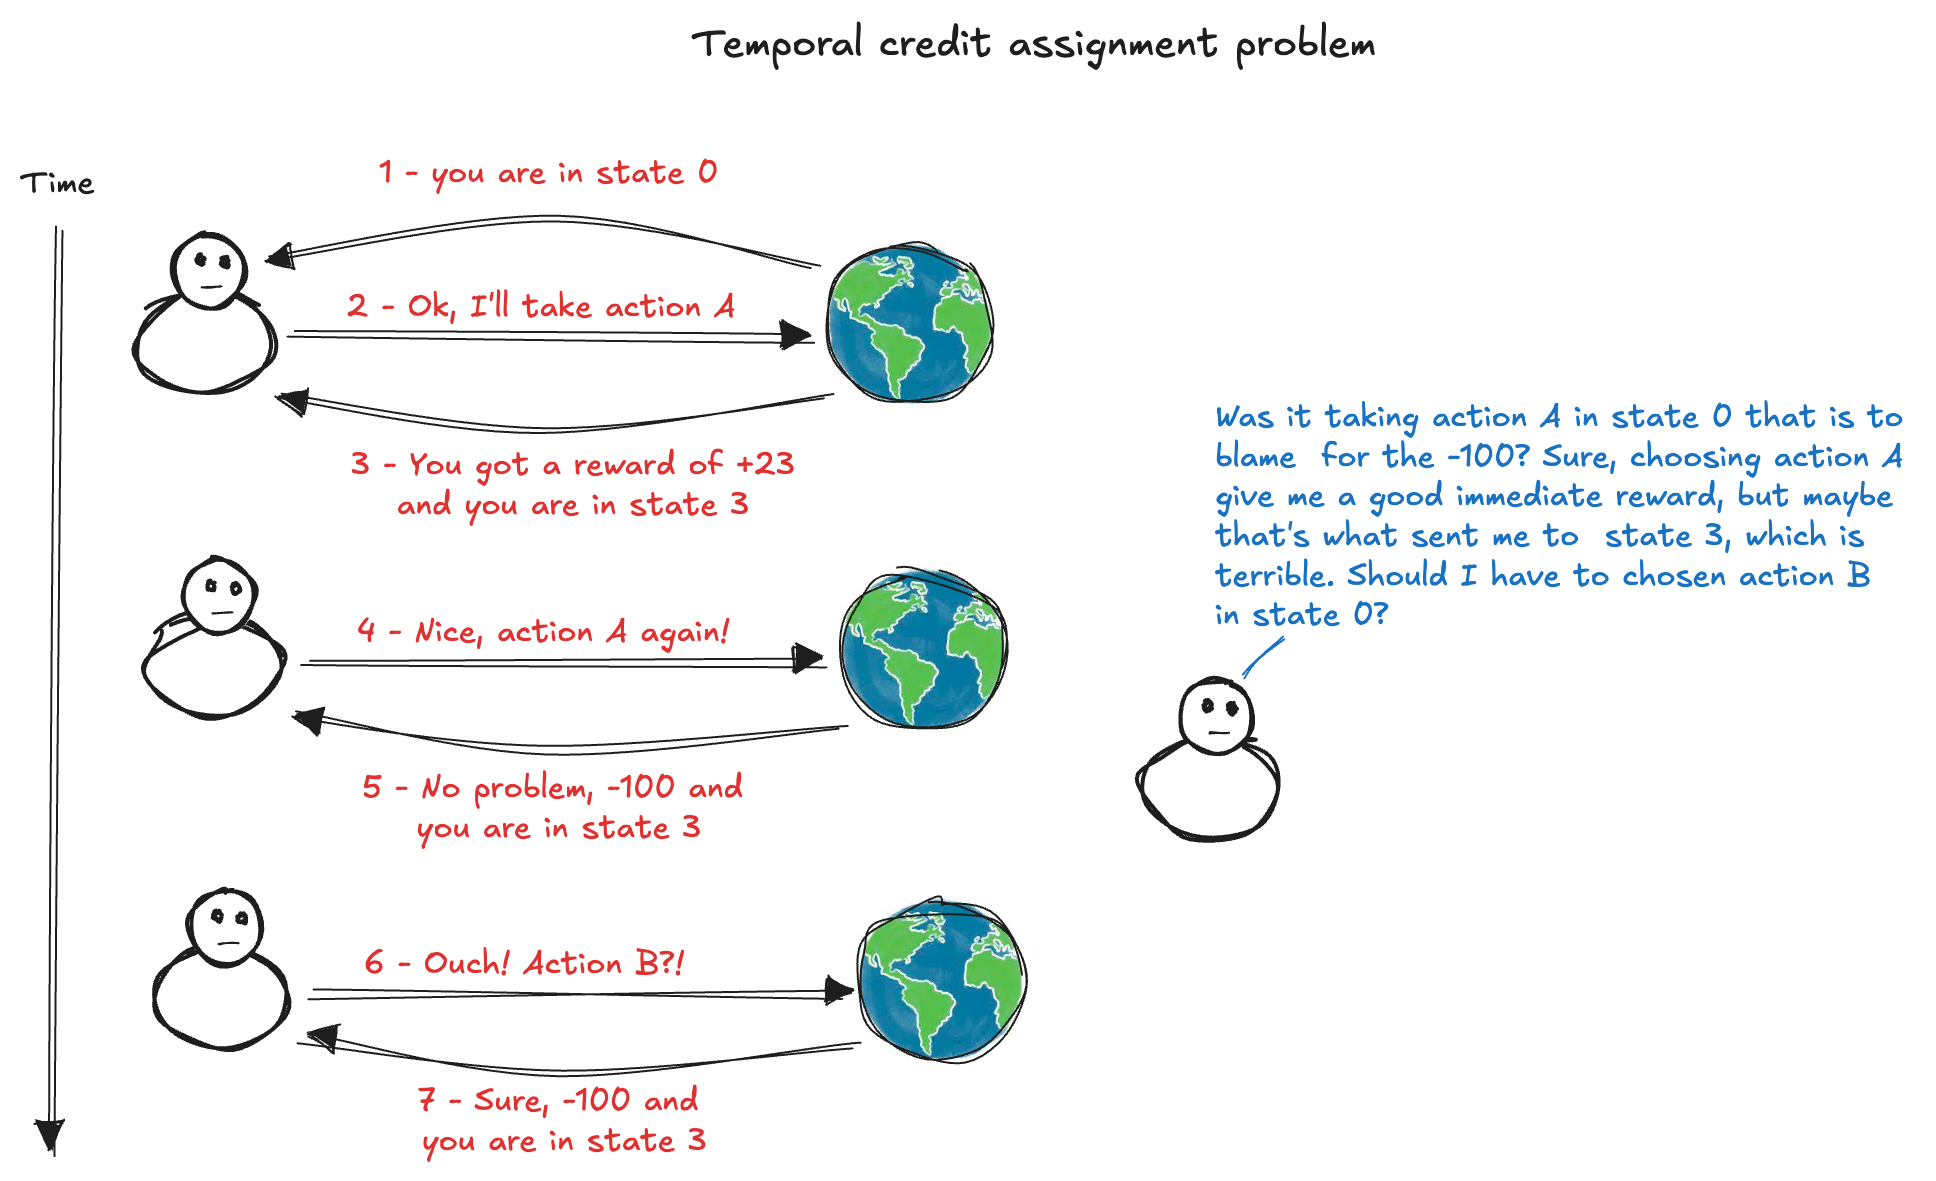 Temporal credit assignment problem
Time
1 - you are in state 0
2 - Ok, I'll take action A
3 - You got a reward of +23
and you are in state 3
4 - Nice, action A again!
5 - No problem, -100 and
you are in state 3
6 - Ouch! Action B?!
7 - Sure, -100 and
you are in state 3
Was it taking action A in state 0 that is to
blame for the -100? Sure, choosing action A
give me a good immediate reward, but maybe
that's what sent me to state 3, which is
terrible. Should I have to chosen action B
in state 0?